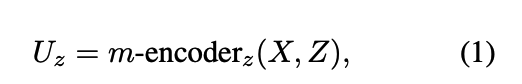 U_z = m-encoder_z(X, Z), (1)